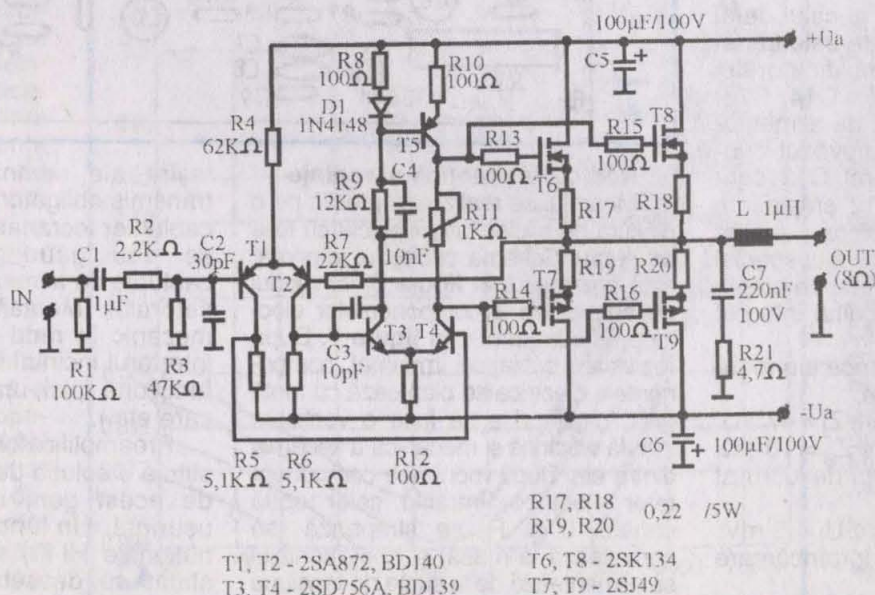 100µF/100V
+Ua
C5
R8
100Ω
R10
100Ω
D1
1N4148
R4
62KΩ
T5
R13
100Ω
T6
R15
100Ω
T8
C4
R9
12KΩ
10nF
R11
1KΩ
R17
R18
L 1µH
R2
2,2KΩ
C2
30pF
T1
T2
R7
22KΩ
C1
1µF
IN
R1
100KΩ
R3
47KΩ
C3
10pF
T3
T4
R14
100Ω
T7
R19
R20
R16
100Ω
T9
OUT
(8Ω)
C7
220nF
100V
R21
4,7Ω
-Ua
C6
100µF/100V
R5
5,1KΩ
R6
5,1KΩ
R12
100Ω
R17, R18
R19, R20
0,22 /5W
T1, T2 - 2SA872, BD140
T3, T4 - 2SD756A, BD139
T6, T8 - 2SK134
T7, T9 - 2SJ49